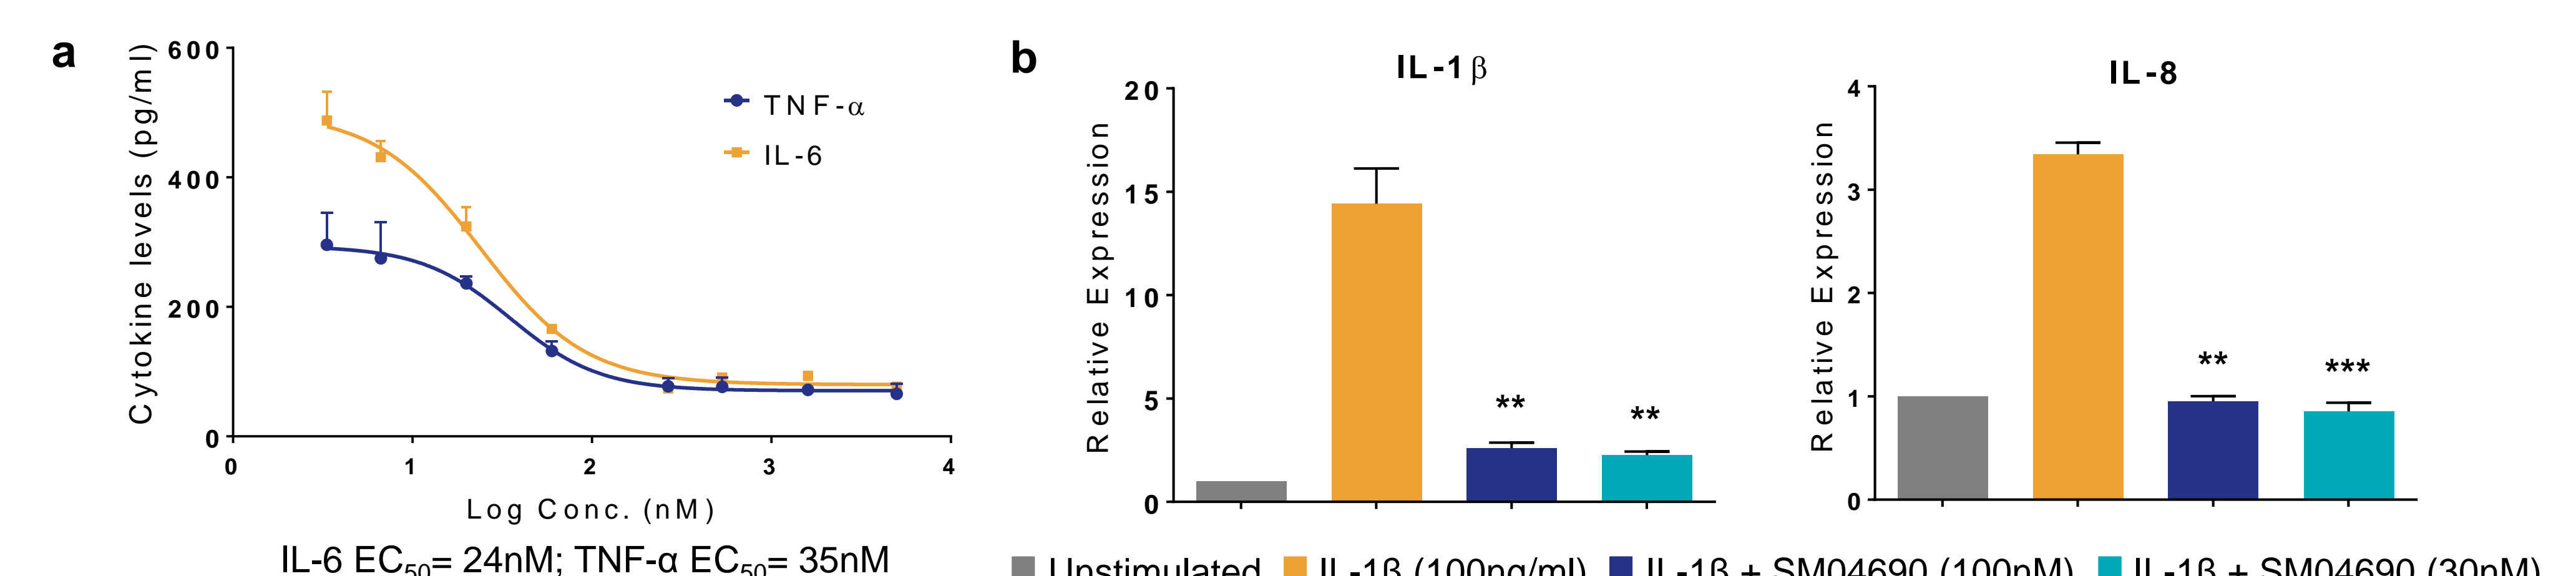 a
Cytokine levels (pg/ml)
600
400
200
0
0 1 2 3 4
Log Conc. (nM)
TNF-α
IL-6
IL-6 EC50= 24nM; TNF-α EC50= 35nM
b
IL-1β
Relative Expression
20
15
10
5
0
** **
IL-8
Relative Expression
4
3
2
1
0
** ***
Unstimulated IL-1β (100ng/ml) IL-1β + SM04690 (100nM) IL-1β + SM04690 (30nM)